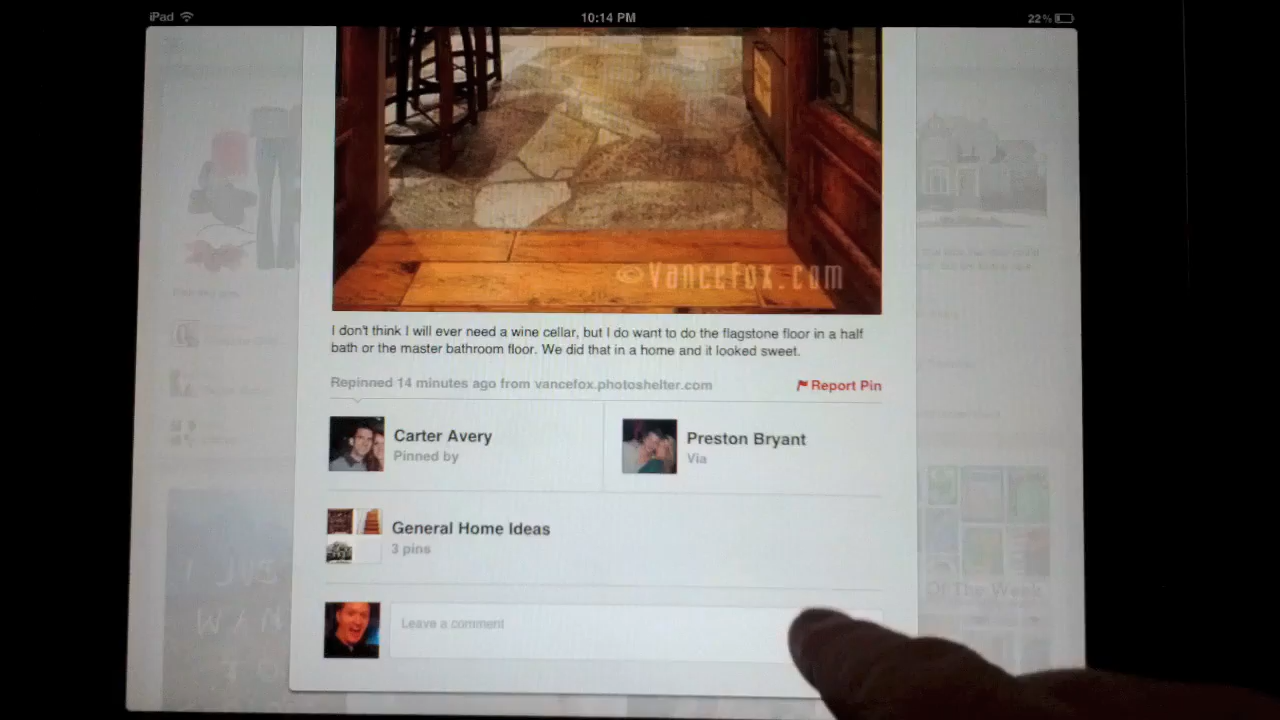 iPad 10:14 PM 22%
©VanceFox.com
I don't think I will ever need a wine cellar, but I do want to do the flagstone floor in a half
bath or the master bathroom floor. We did that in a home and it looked sweet.
Repinned 14 minutes ago from vancefox.photoshelter.com Report Pin
Carter Avery
Pinned by
Preston Bryant
Via
General Home Ideas
3 pins
Leave a comment
Of The Week